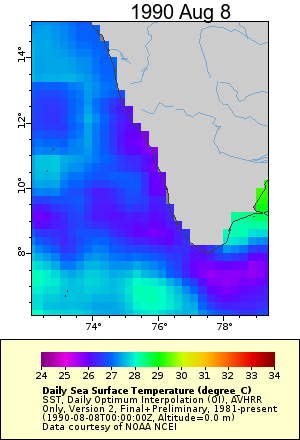 1990 Aug 8
14°
12°
10°
8°
74° 76° 78°
24 25 26 27 28 29 30 31 32 33 34
Daily Sea Surface Temperature (degree_C)
SST, Daily Optimum Interpolation (OI), AVHRR
Only, Version 2, Final+Preliminary, 1981-present
(1990-08-08T00:00:00Z, Altitude=0.0 m)
Data courtesy of NOAA NCEI